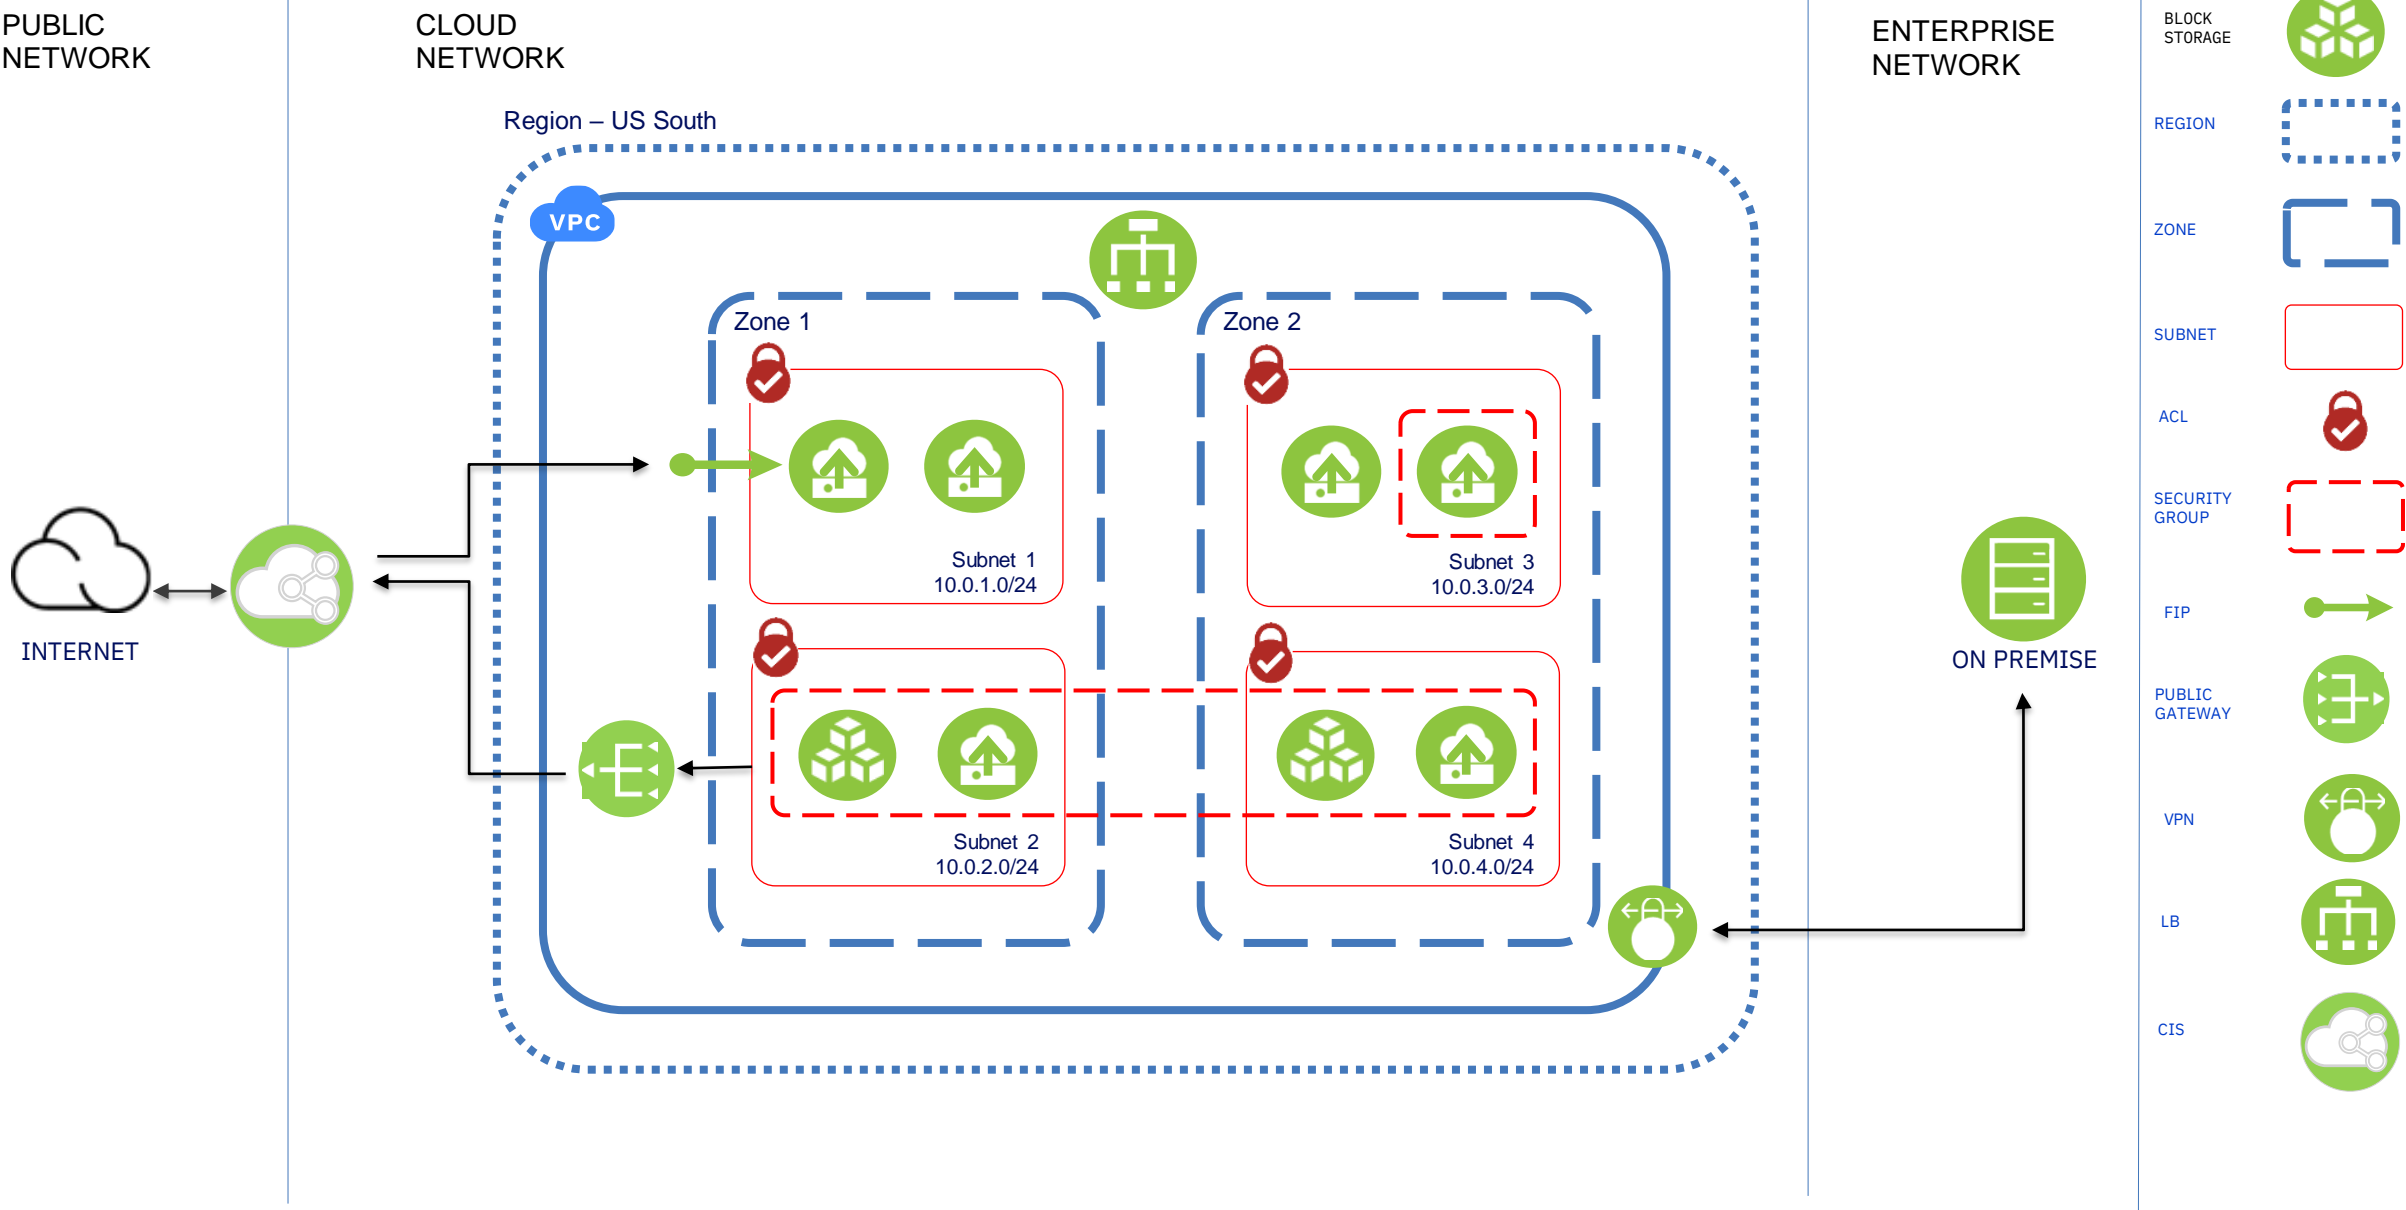 PUBLIC
NETWORK
CLOUD
NETWORK
ENTERPRISE
NETWORK
Region – US South
VPC
Zone 1
Zone 2
Subnet 1
10.0.1.0/24
Subnet 3
10.0.3.0/24
Subnet 2
10.0.2.0/24
Subnet 4
10.0.4.0/24
INTERNET
ON PREMISE
BLOCK
STORAGE
REGION
ZONE
SUBNET
ACL
SECURITY
GROUP
FIP
PUBLIC
GATEWAY
VPN
LB
CIS